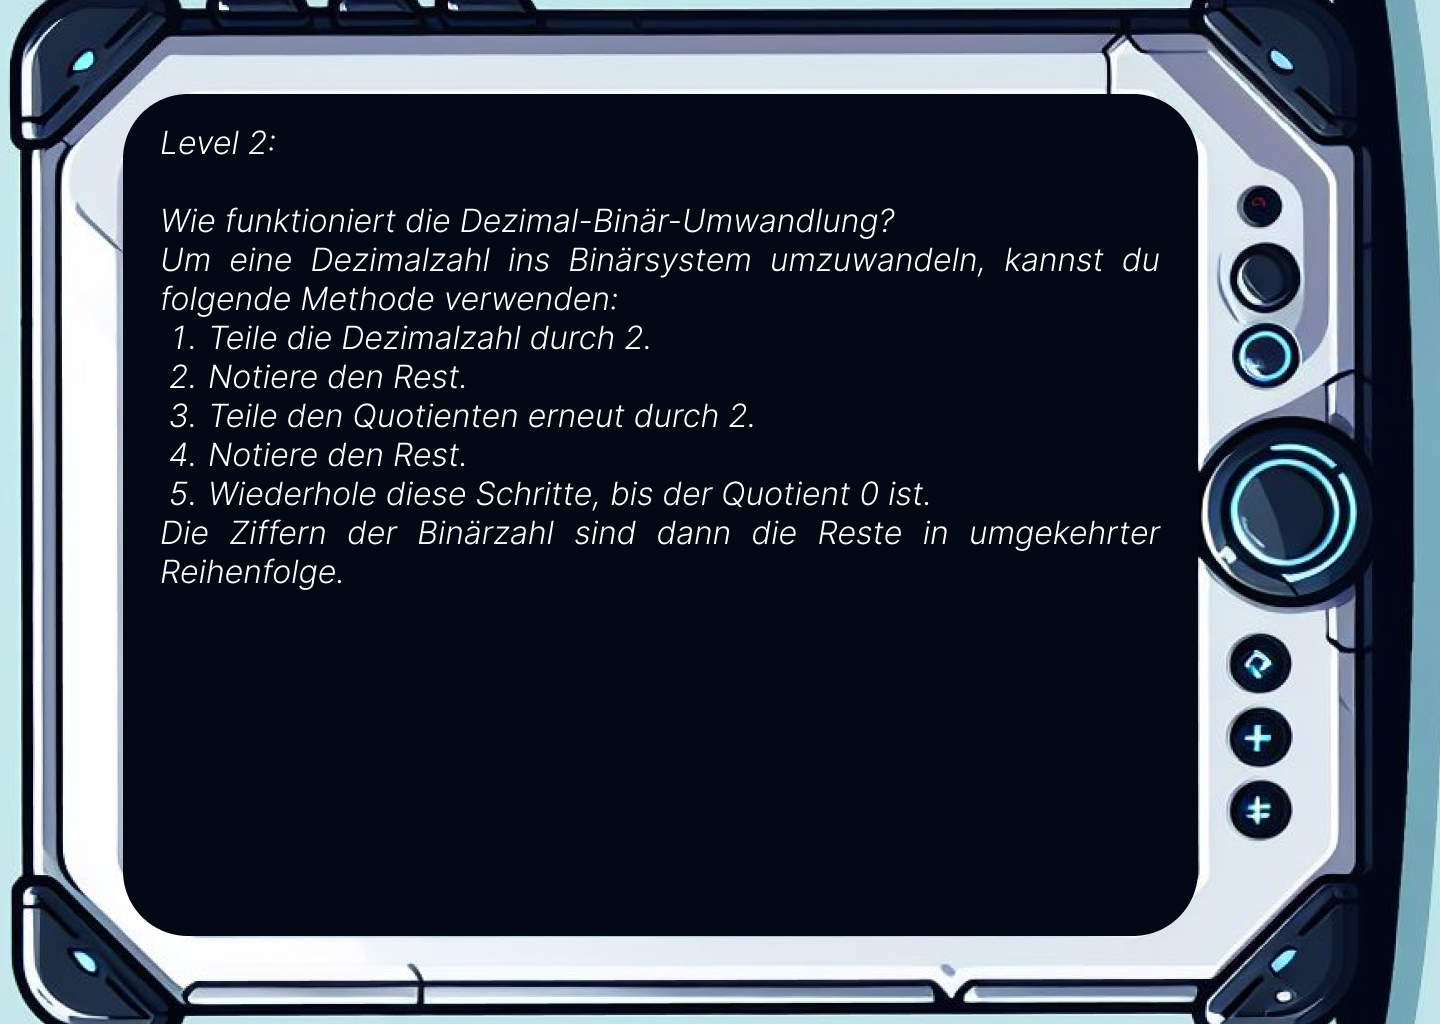 Level 2:
Wie funktioniert die Dezimal-Binär-Umwandlung?
Um eine Dezimalzahl ins Binärsystem umzuwandeln, kannst du
folgende Methode verwenden:
1. Teile die Dezimalzahl durch 2.
2. Notiere den Rest.
3. Teile den Quotienten erneut durch 2.
4. Notiere den Rest.
5. Wiederhole diese Schritte, bis der Quotient 0 ist.
Die Ziffern der Binärzahl sind dann die Reste in umgekehrter
Reihenfolge.